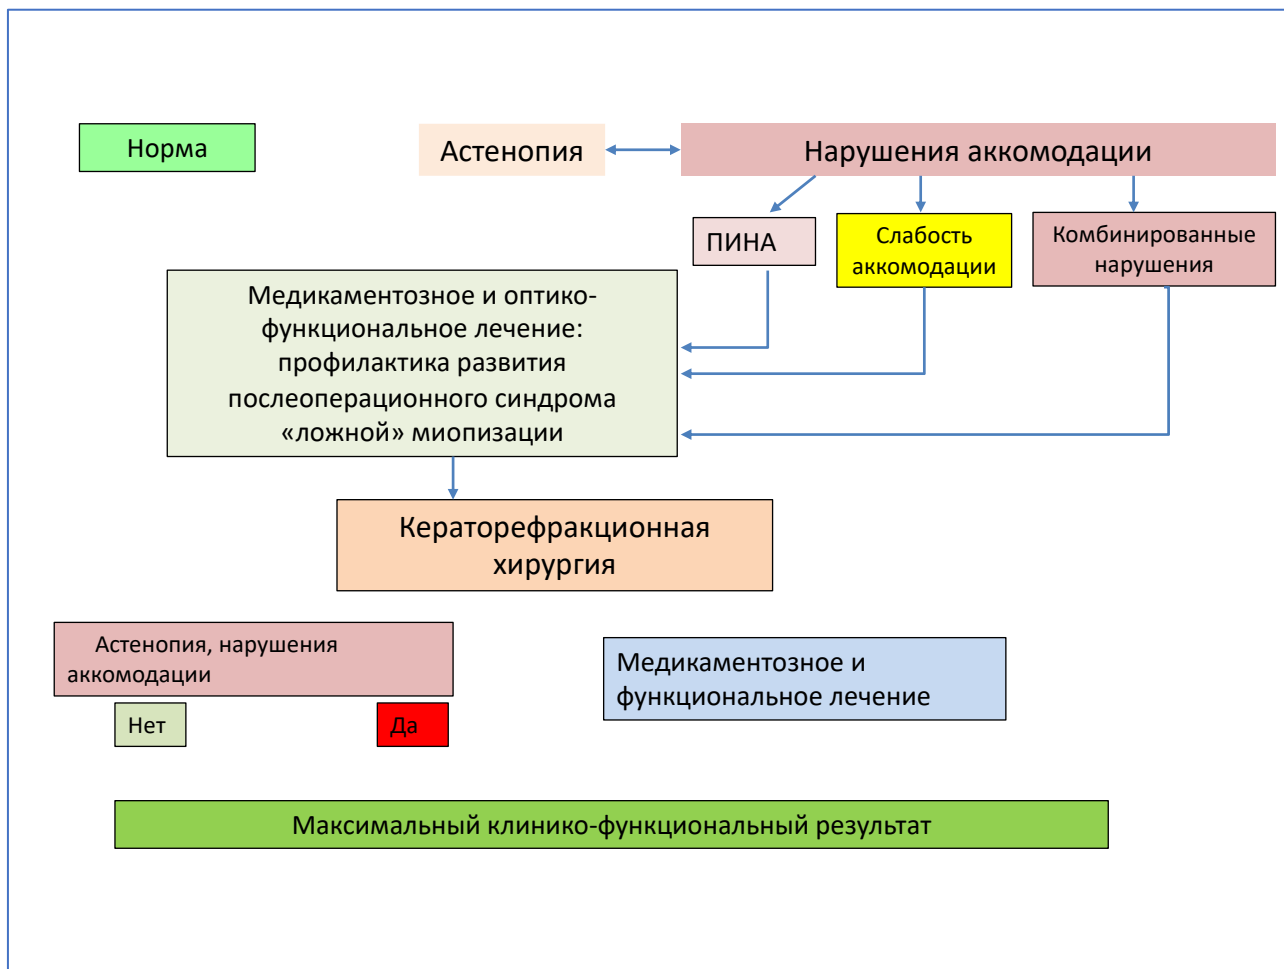 Норма
Астенопия
Нарушения аккомодации
ПИНА
Слабость
аккомодации
Комбинированные
нарушения
Медикаментозное и оптико-
функциональное лечение:
профилактика развития
послеоперационного синдрома
«ложной» миопизации
Кераторефракционная
хирургия
Астенопия, нарушения
аккомодации
Нет
Да
Медикаментозное и
функциональное лечение
Максимальный клинико-функциональный результат